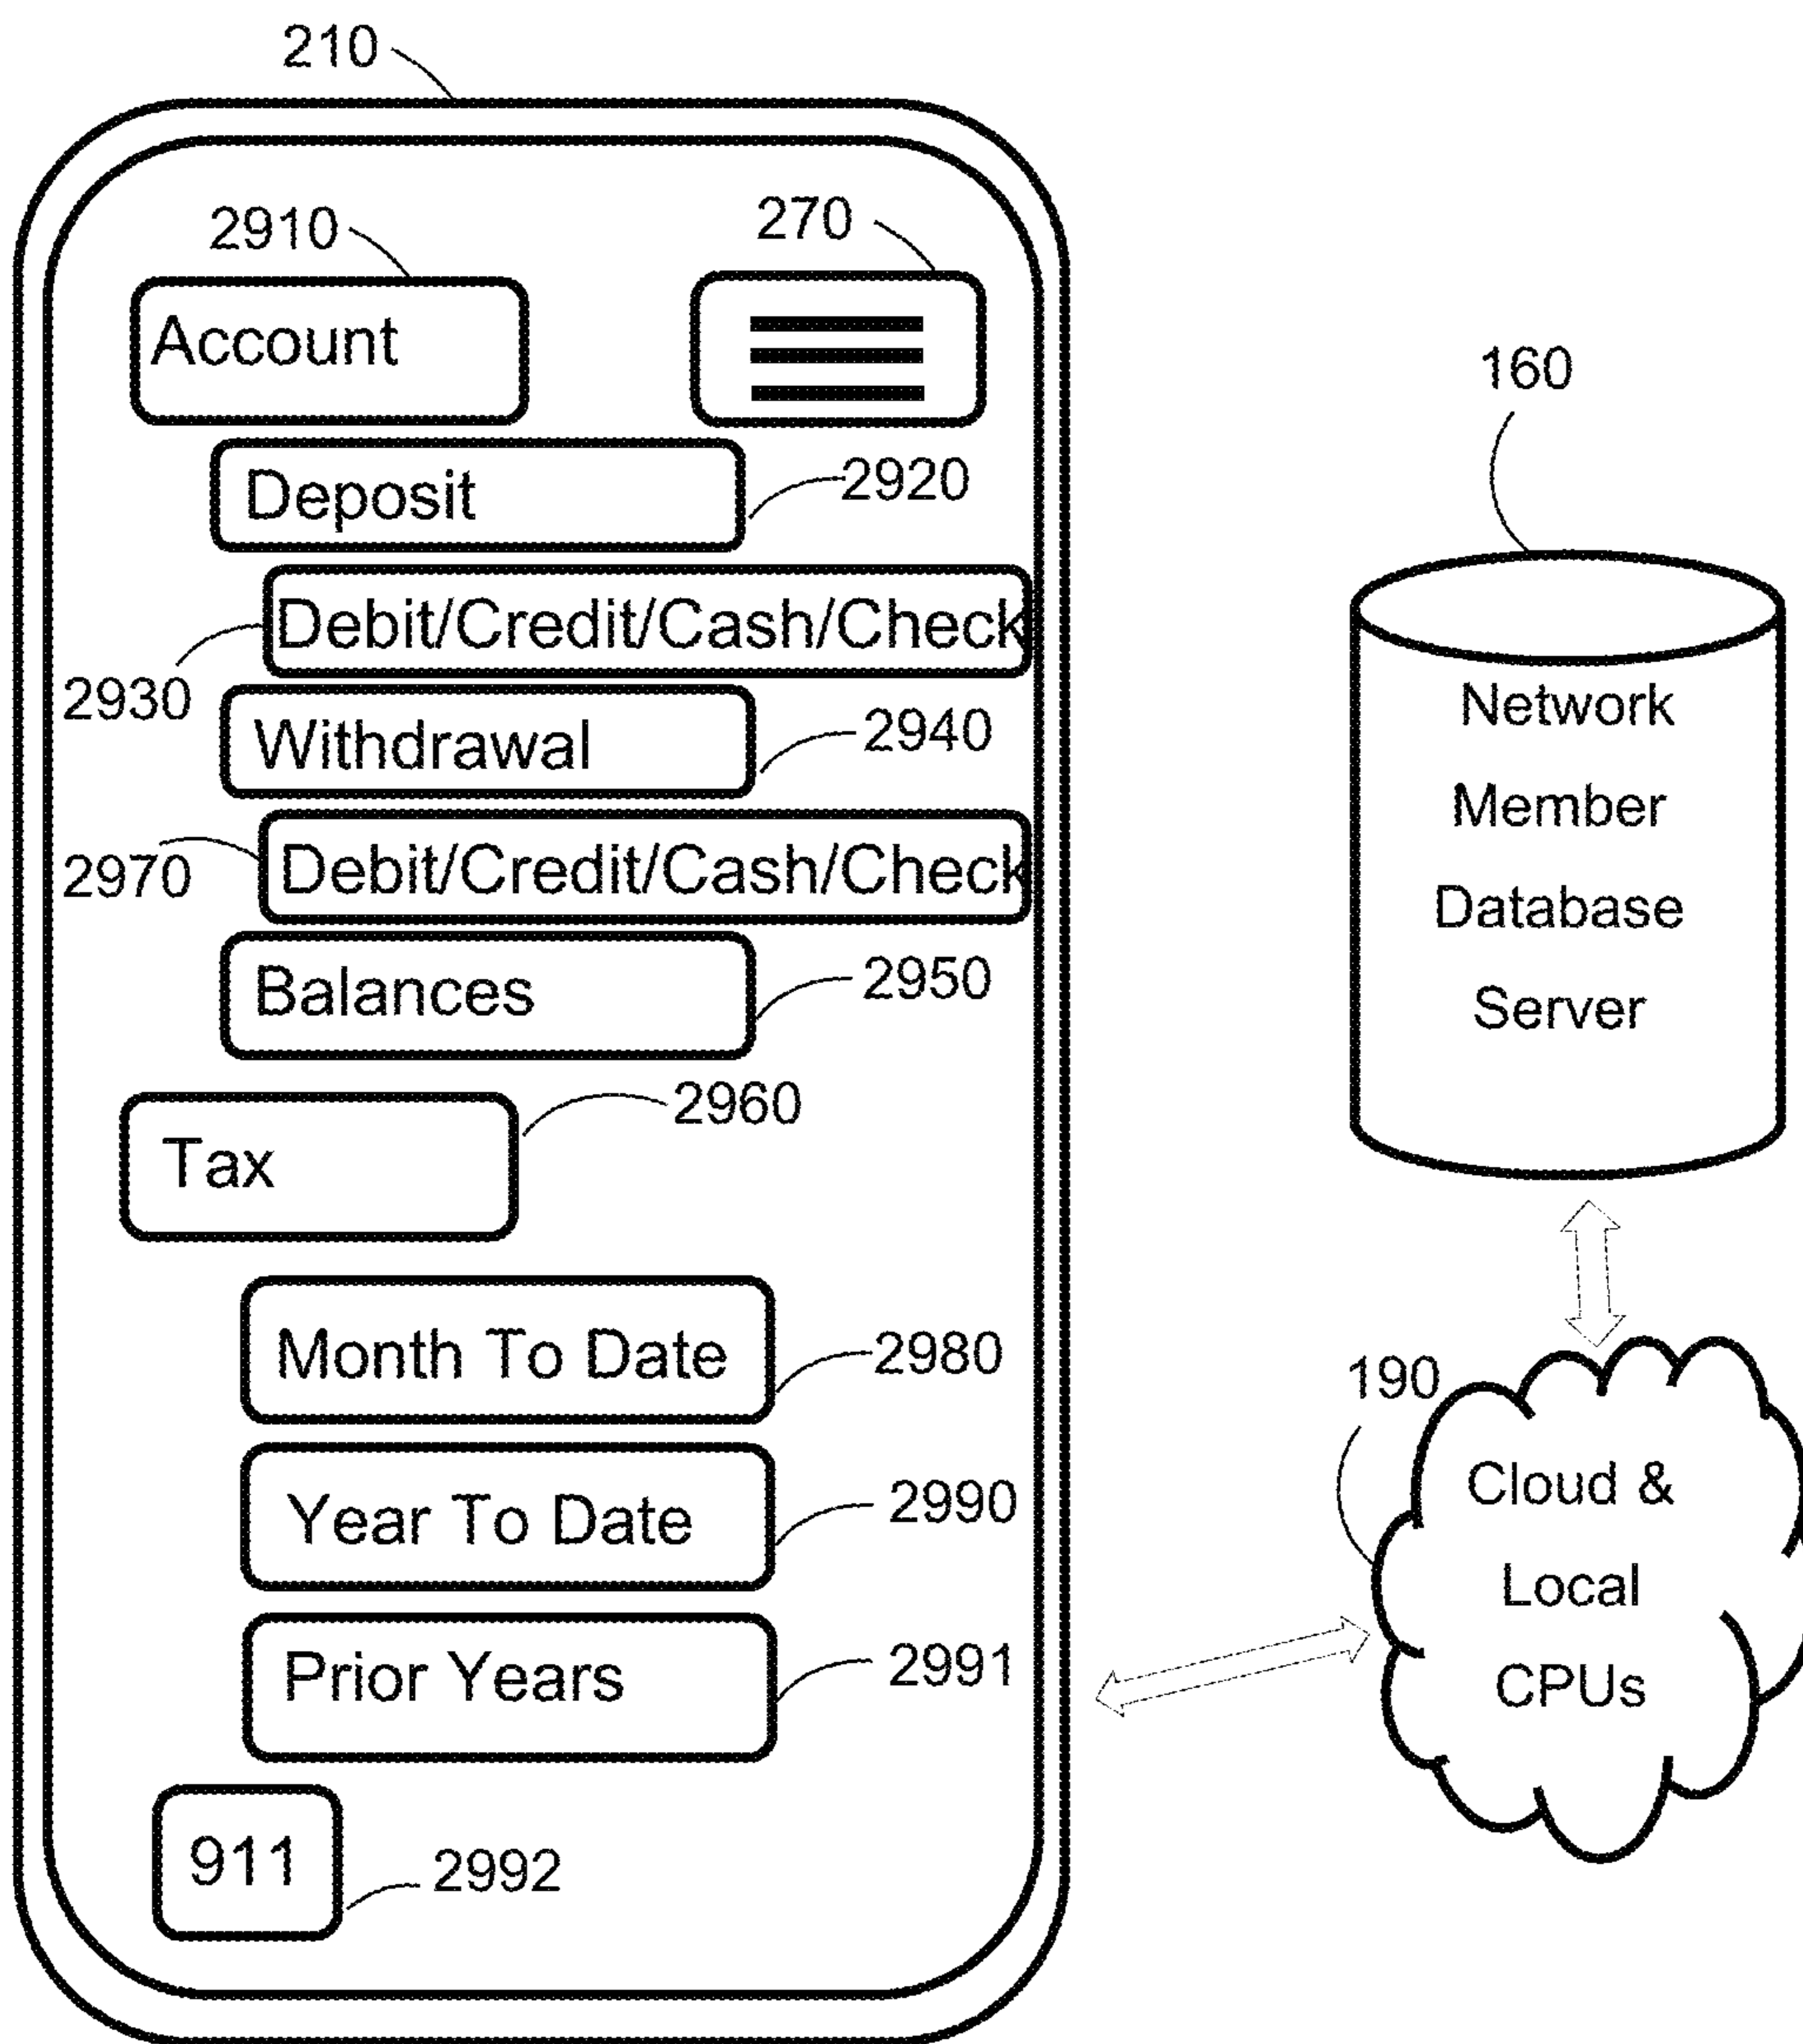 210
2910
270
Account
Deposit
2920
Debit/Credit/Cash/Check
2930
Withdrawal
2940
Debit/Credit/Cash/Check
2970
Balances
2950
2960
Tax
Month To Date
2980
Year To Date
2990
Prior Years
2991
911
2992
160
Network
Member
Database
Server
190
Cloud &
Local
CPUs